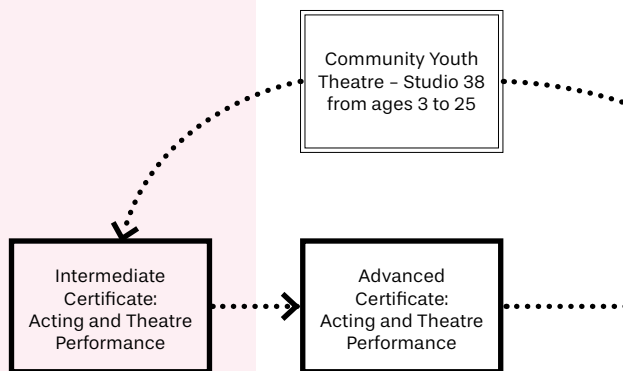 Community Youth
Theatre – Studio 38
from ages 3 to 25
Intermediate
Certificate:
Acting and Theatre
Performance
Advanced
Certificate:
Acting and Theatre
Performance